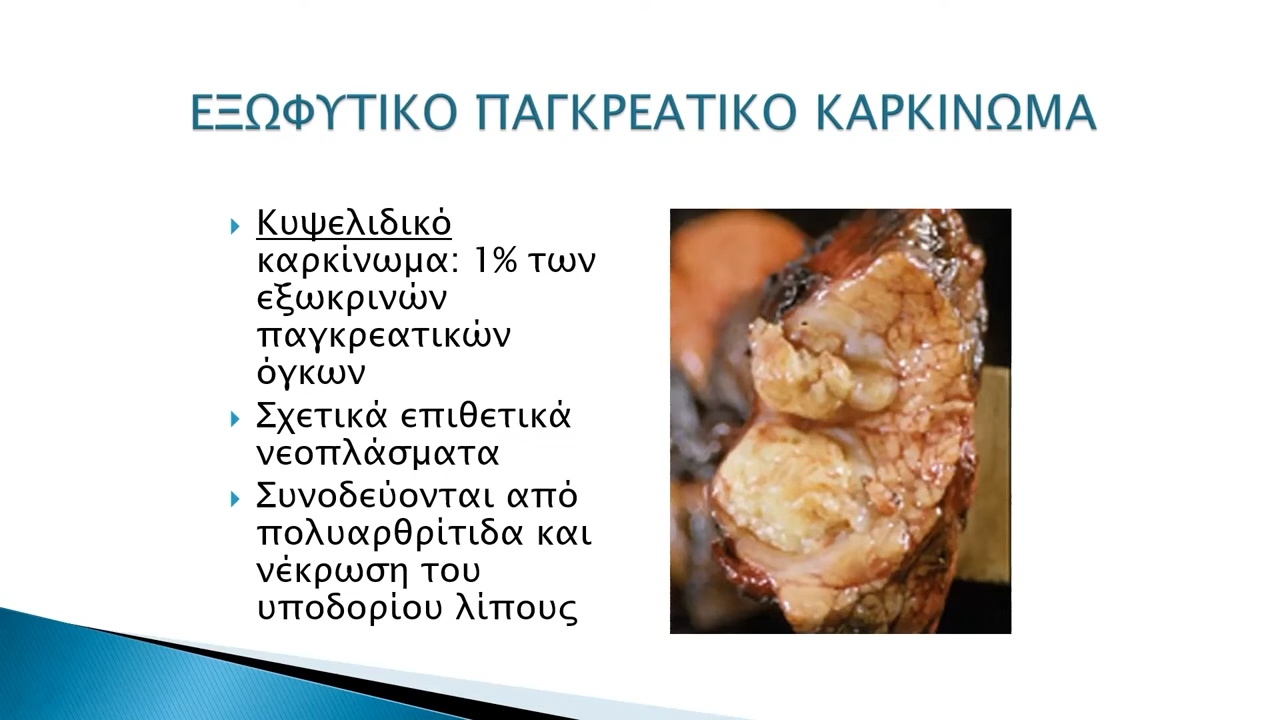 ΕΞΩΦΥΤΙΚΟ ΠΑΓΚΡΕΑΤΙΚΟ ΚΑΡΚΙΝΩΜΑ
Κυψελιδικό
καρκίνωμα: 1% των
εξωκρινών
παγκρεατικών
όγκων
Σχετικά επιθετικά
νεοπλάσματα
Συνοδεύονται από
πολυαρθρίτιδα και
νέκρωση του
υποδορίου λίπους